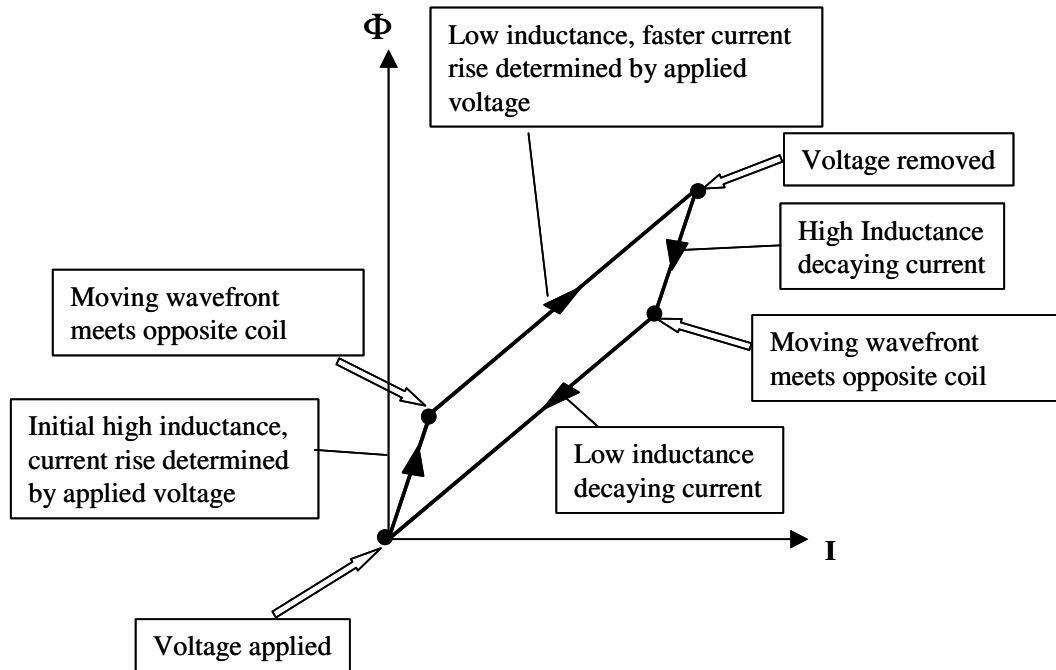 Φ
Low inductance, faster current
rise determined by applied
voltage
Voltage removed
High Inductance
decaying current
Moving wavefront
meets opposite coil
Moving wavefront
meets opposite coil
Initial high inductance,
current rise determined
by applied voltage
Low inductance
decaying current
I
Voltage applied